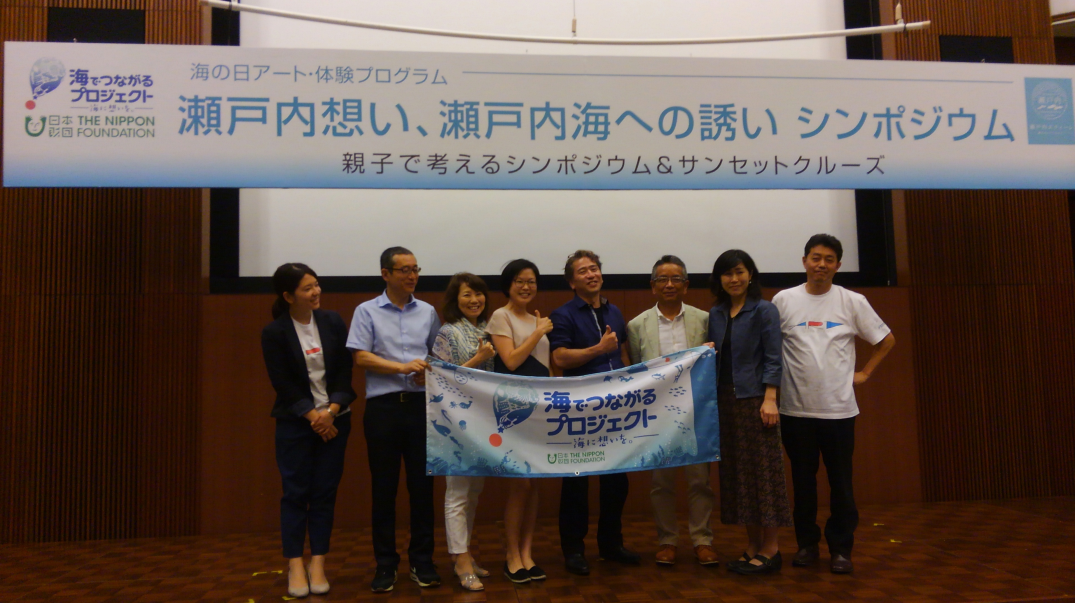 海でつながる
プロジェクト
海に想いを。
日本
財団
THE NIPPON
FOUNDATION
海の日アート・体験プログラム
瀬戸内想い、瀬戸内海への誘い シンポジウム
親子で考えるシンポジウム&サンセットクルーズ
海でつながる
プロジェクト
海に想いを。
日本
財団
THE NIPPON
FOUNDATION